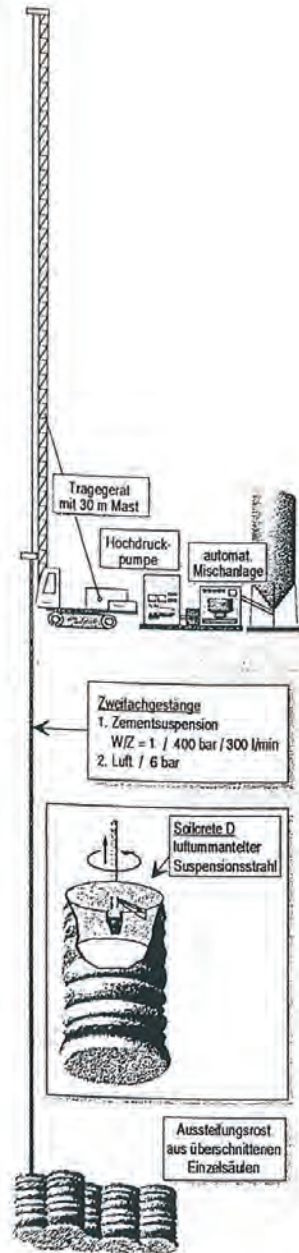 Tragegerät
mit 30 m Mast
Hochdruck-
pumpe
automat.
Mischanlage
Zweifachgestänge
1. Zementsuspension
W/Z = 1 / 400 bar / 300 l/min
2. Luft / 6 bar
Soilcrete D
luftummantelter
Suspensionsstrahl
Aussteifungsrost
aus überschnittenen
Einzelsäulen